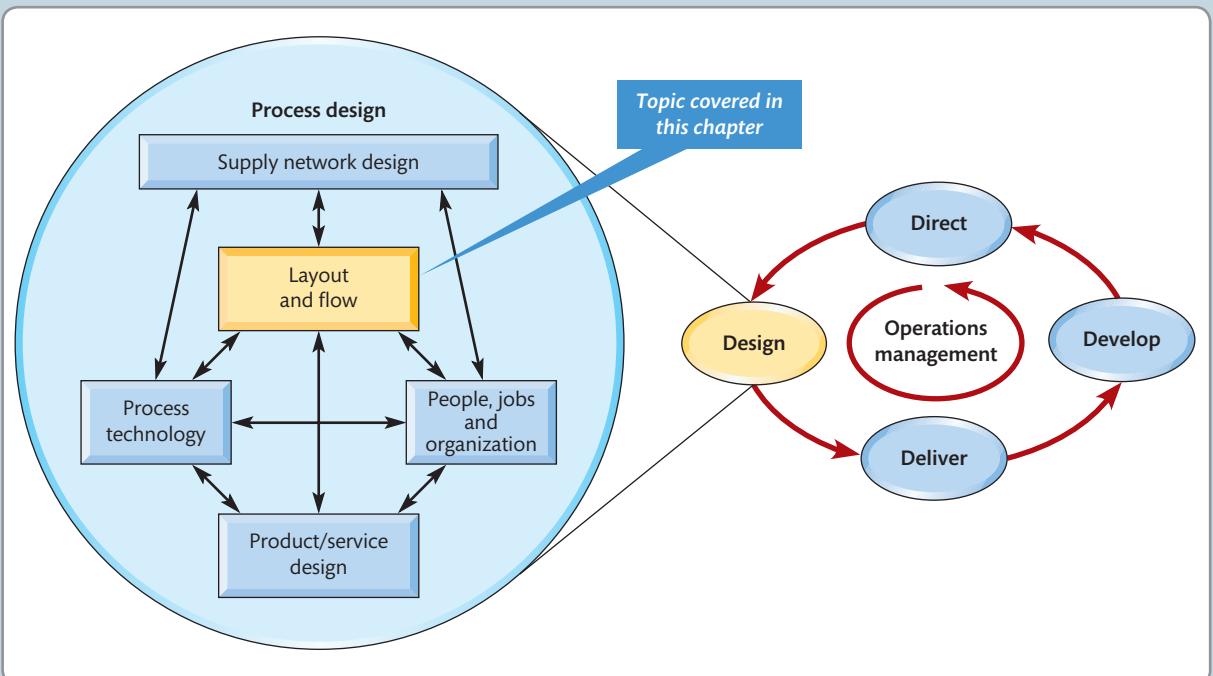 Process design
Topic covered in
this chapter
Supply network design
Layout
and flow
Process
technology
People, jobs
and
organization
Product/service
design
Direct
Design
Operations
management
Develop
Deliver